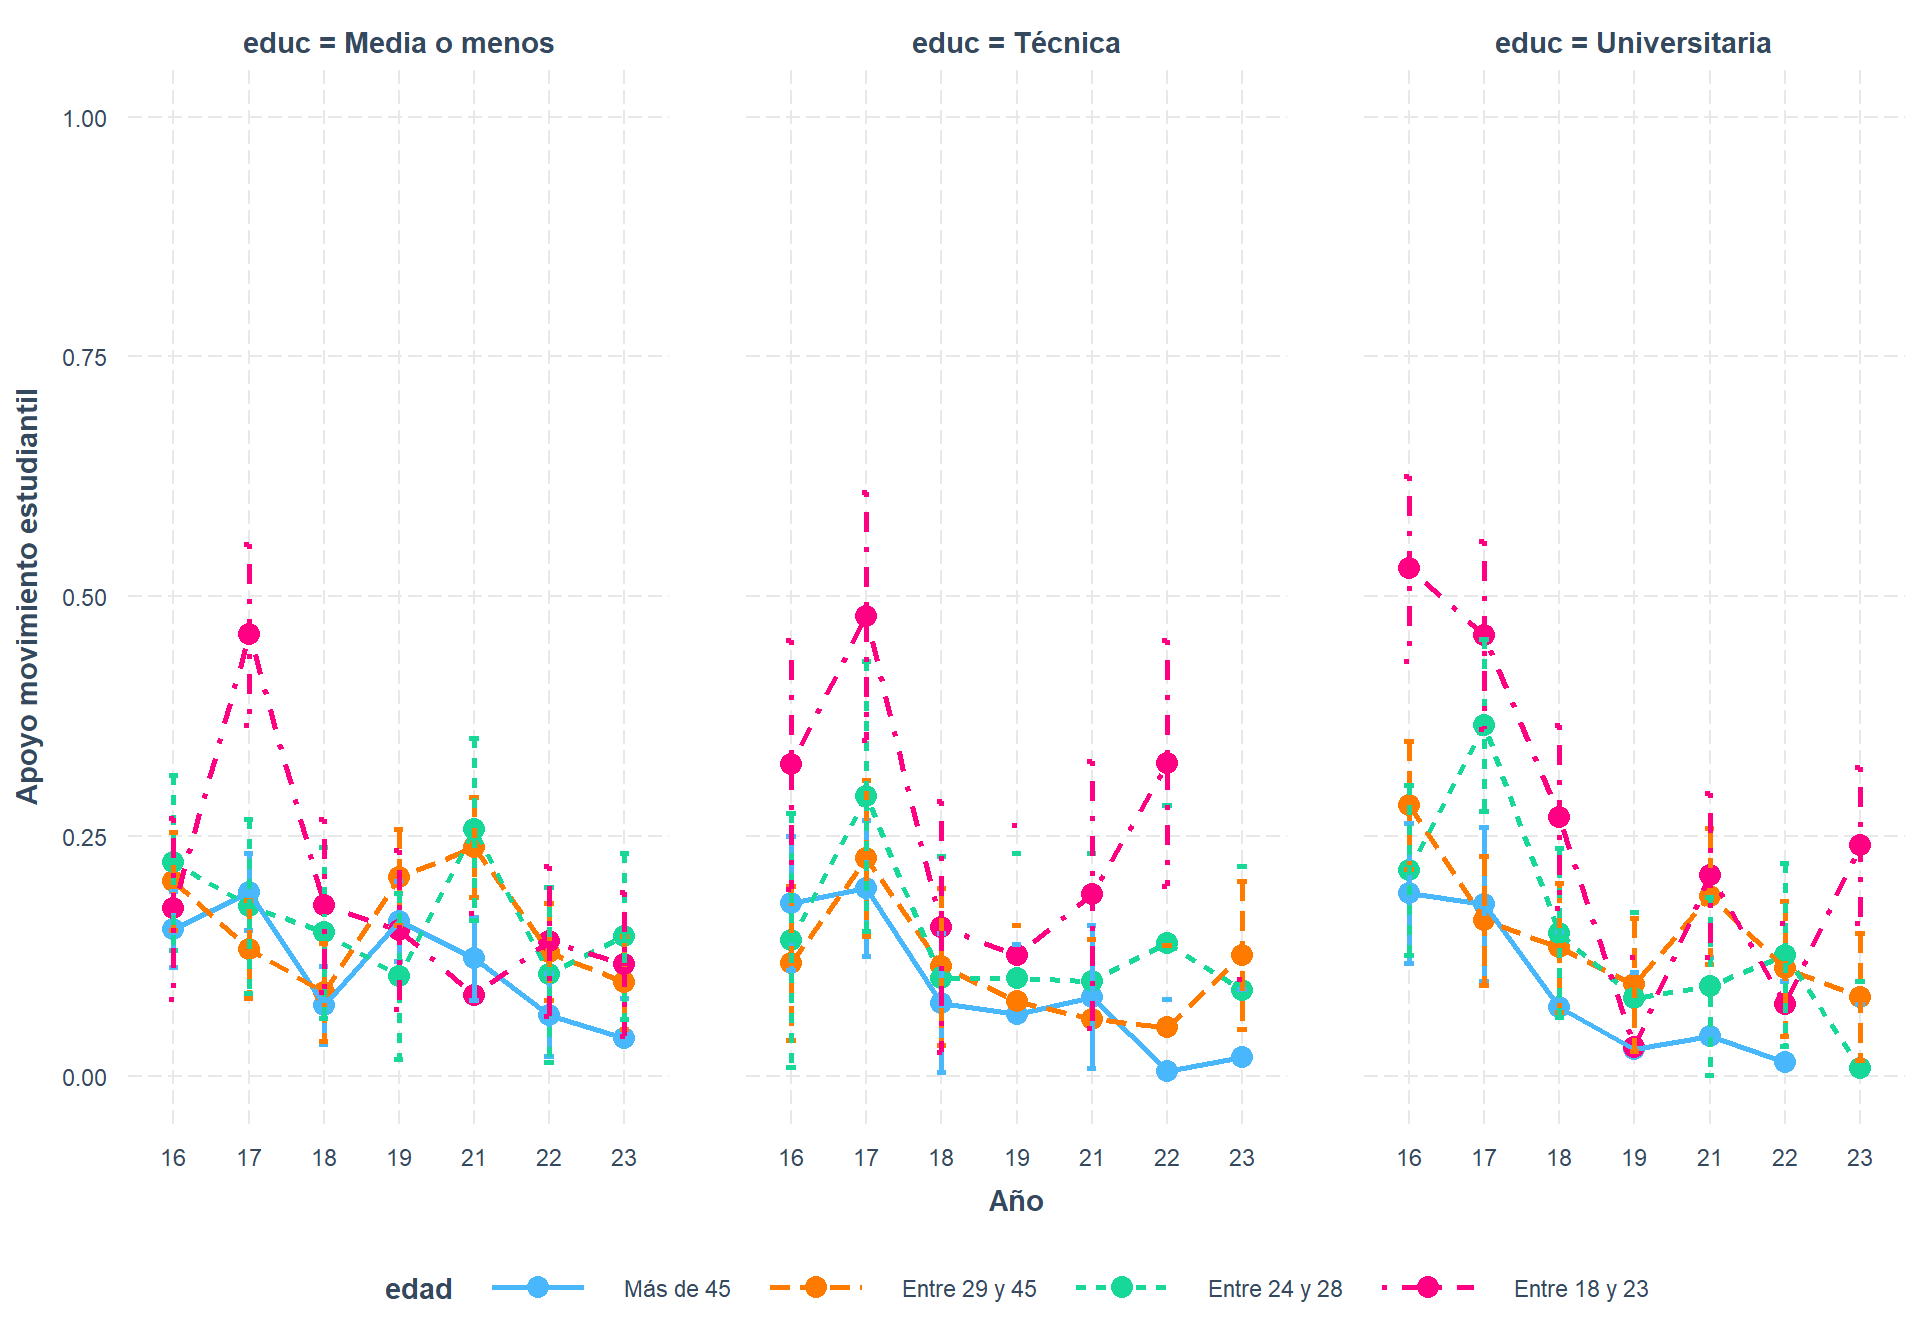 educ = Media o menos
educ = Técnica
educ = Universitaria
1.00
0.75
0.50
0.25
0.00
Apoyo movimiento estudiantil
16 17 18 19 21 22 23
16 17 18 19 21 22 23
16 17 18 19 21 22 23
Año
edad Más de 45 Entre 29 y 45 Entre 24 y 28 Entre 18 y 23